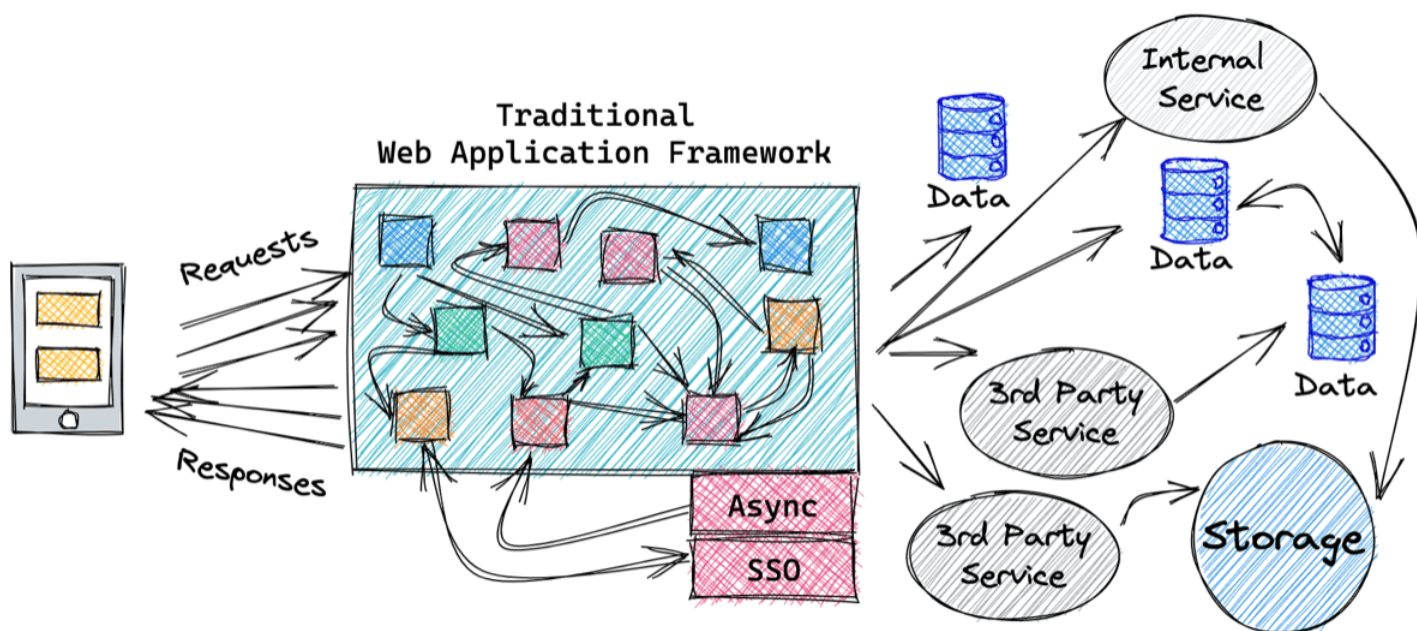 Traditional
Web Application Framework
Requests
Responses
Async
SSO
Data
Internal
Service
Data
Data
3rd Party
Service
3rd Party
Service
Storage